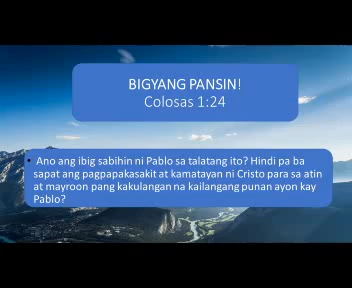 BIGYANG PANSIN!
Colosas 1:24
• Ano ang ibig sabihin ni Pablo sa talatang ito? Hindi pa ba
sapat ang pagpapakasakit at kamatayan ni Cristo para sa atin
at mayroon pang kakulangan na kailangang punan ayon kay
Pablo?